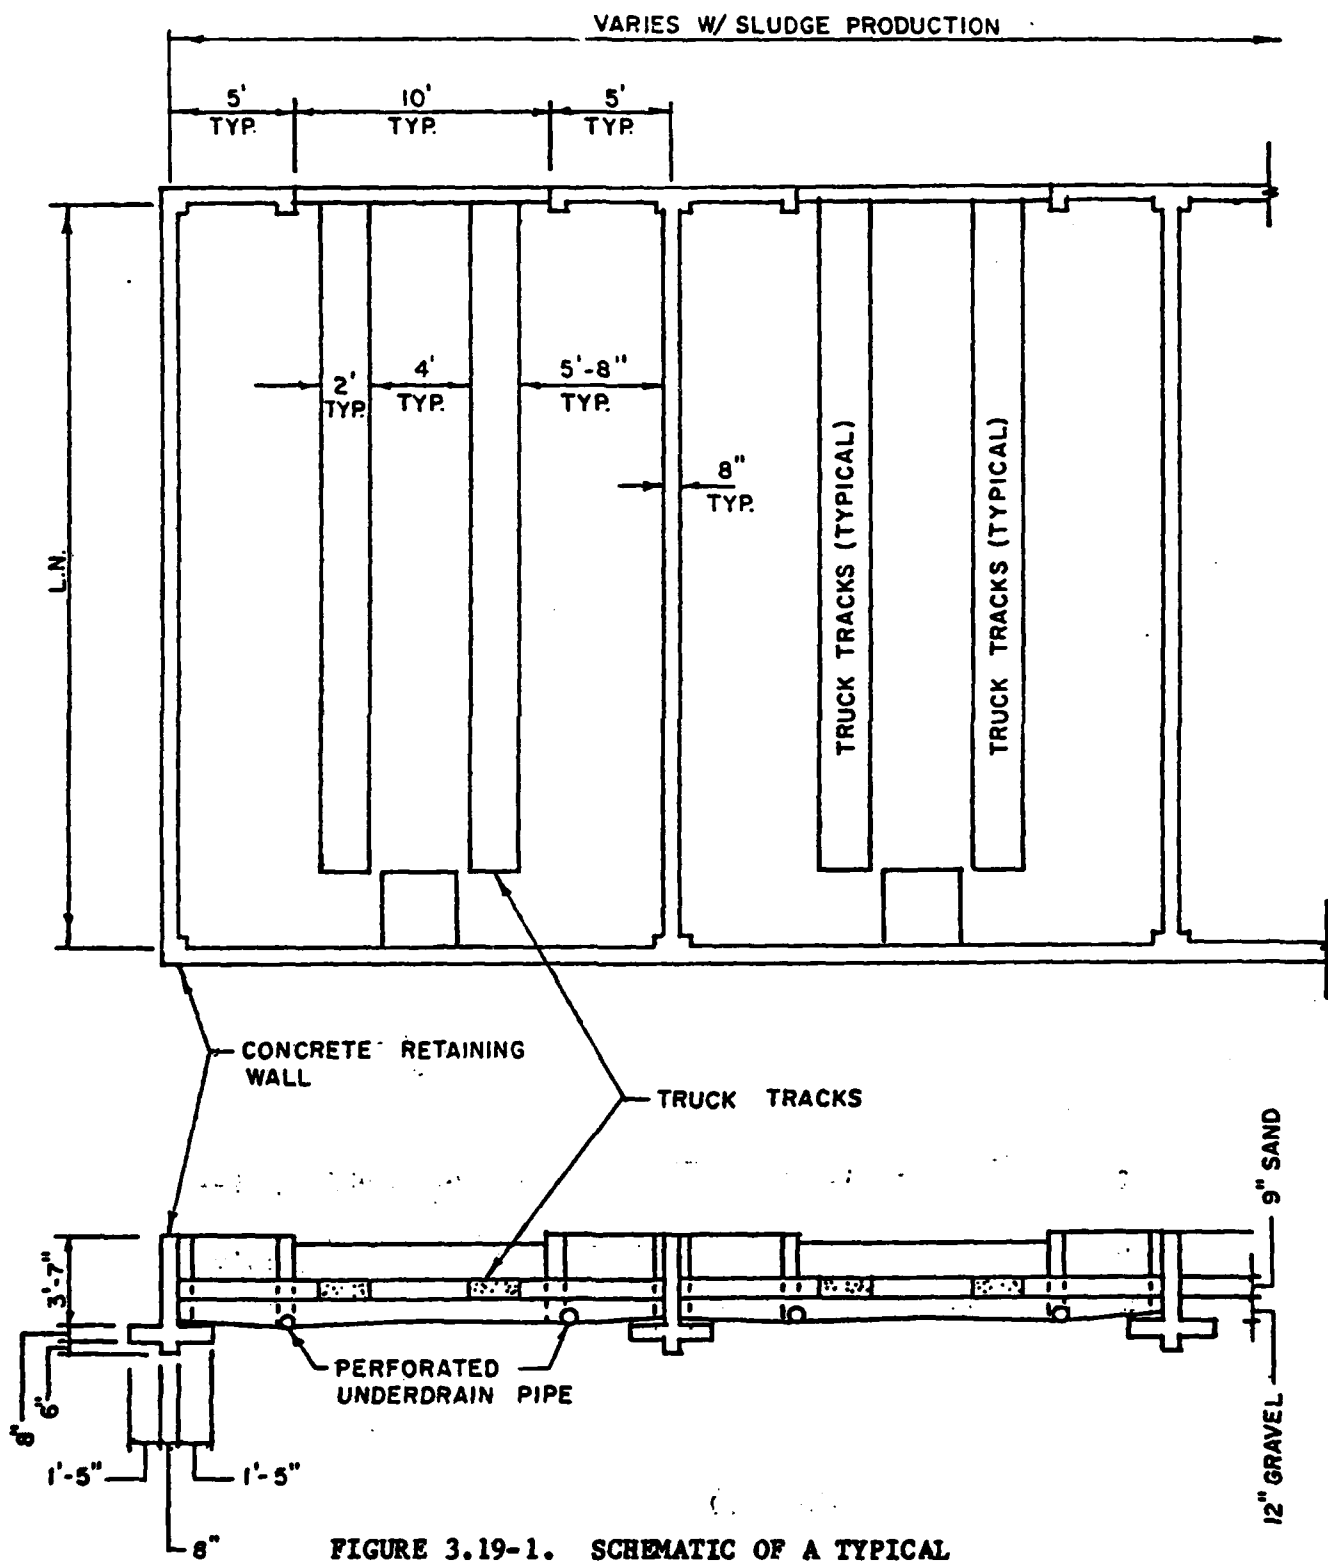 VARIES W/ SLUDGE PRODUCTION
5'
TYP.
10'
TYP.
5'
TYP.
2'
TYP.
4'
TYP.
5'-8"
TYP.
8"
TYP.
L.N.
TRUCK TRACKS (TYPICAL)
TRUCK TRACKS (TYPICAL)
CONCRETE RETAINING
WALL
TRUCK TRACKS
9" SAND
3'-7"
PERFORATED
UNDERDRAIN PIPE
8"
6"
12" GRAVEL
1'-5"
1'-5"
8"
FIGURE 3.19-1. SCHEMATIC OF A TYPICAL